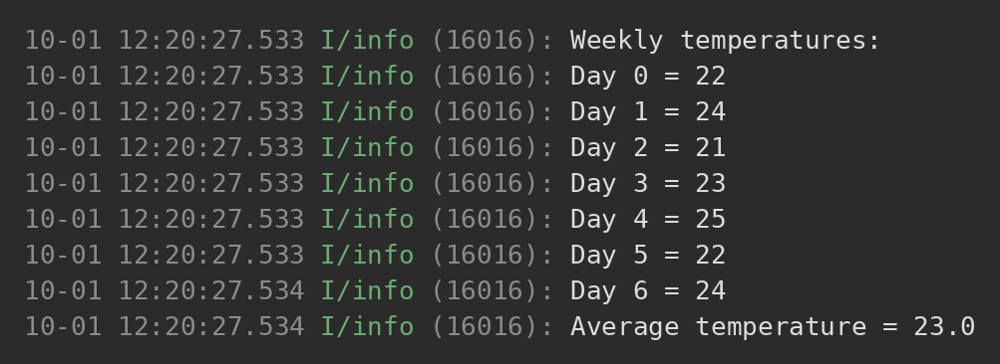 10-01 12:20:27.533 I/info (16016): Weekly temperatures:
10-01 12:20:27.533 I/info (16016): Day 0 = 22
10-01 12:20:27.533 I/info (16016): Day 1 = 24
10-01 12:20:27.533 I/info (16016): Day 2 = 21
10-01 12:20:27.533 I/info (16016): Day 3 = 23
10-01 12:20:27.533 I/info (16016): Day 4 = 25
10-01 12:20:27.533 I/info (16016): Day 5 = 22
10-01 12:20:27.534 I/info (16016): Day 6 = 24
10-01 12:20:27.534 I/info (16016): Average temperature = 23.0